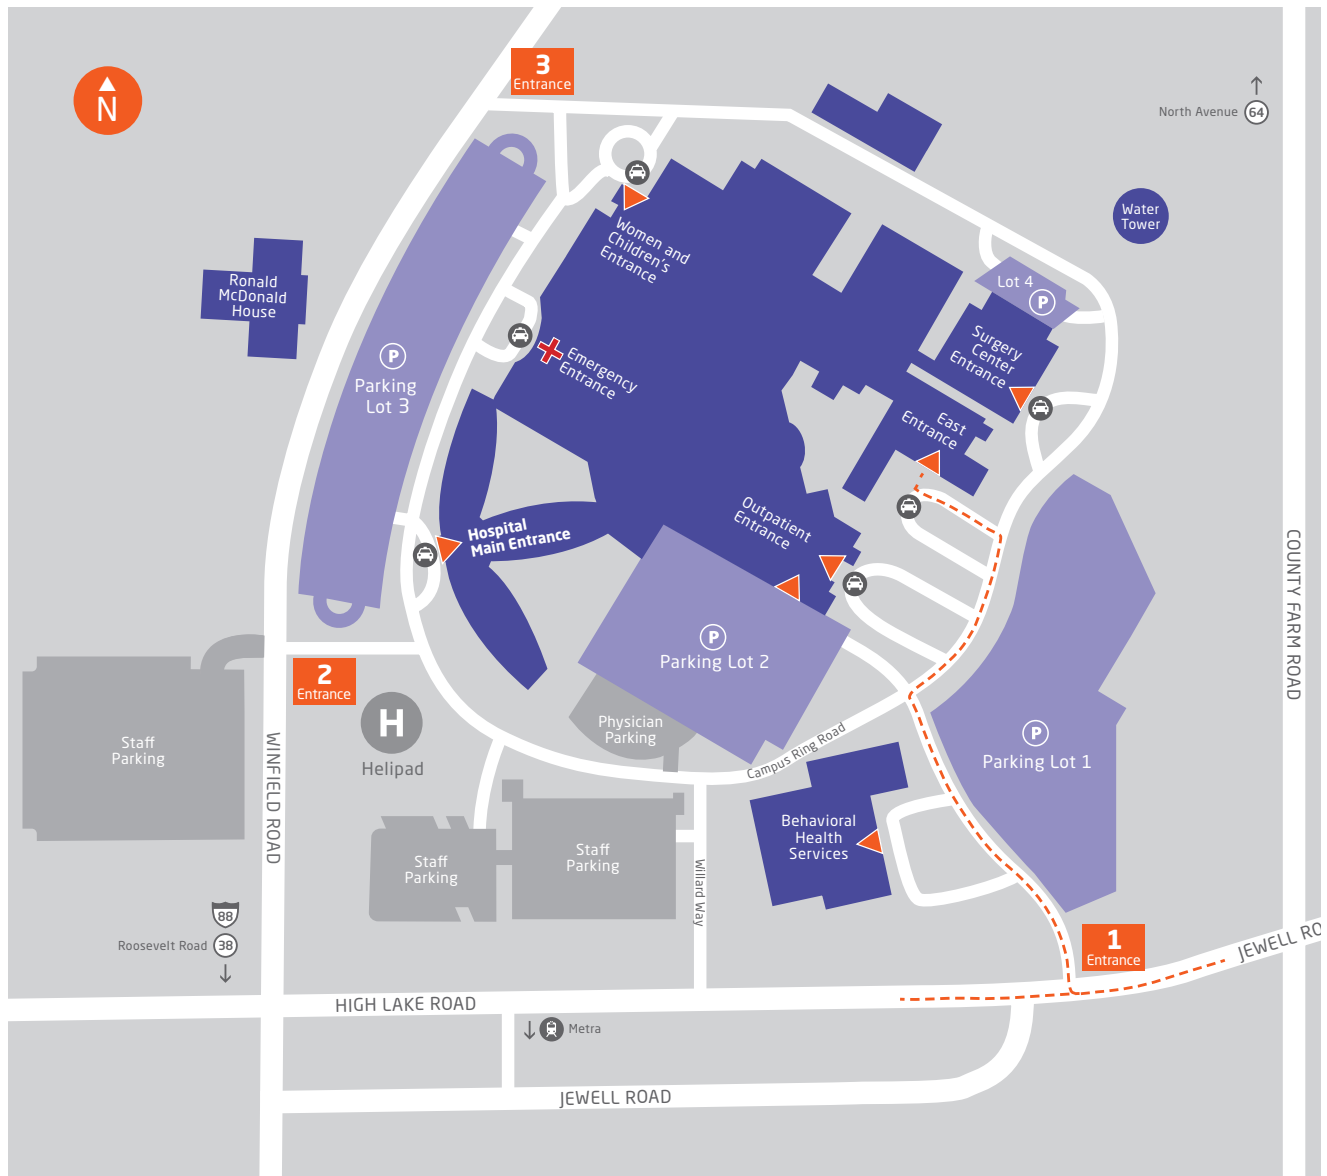 3
Entrance
N
North Avenue 64
Water
Tower
Women and
Children's
Entrance
Ronald
McDonald
House
Lot 4
P
Surgery
Center
Entrance
P
Parking
Lot 3
Emergency
Entrance
East
Entrance
Outpatient
Entrance
Hospital
Main Entrance
COUNTY FARM ROAD
P
Parking Lot 2
2
Entrance
H
Helipad
Physician
Parking
Staff
Parking
WINFIELD ROAD
Campus Ring Road
P
Parking Lot 1
Behavioral
Health
Services
Staff
Parking
Staff
Parking
Willard Way
88
Roosevelt Road 38
1
Entrance
JEWELL RO
HIGH LAKE ROAD
Metra
JEWELL ROAD